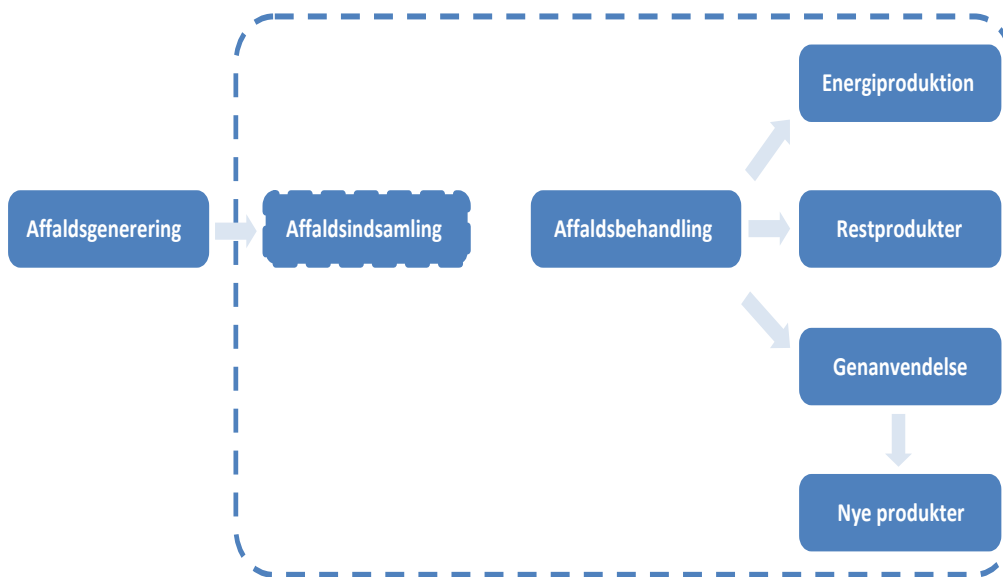 Energiproduktion
Affaldsgenerering
Affaldsindsamling
Affaldsbehandling
Restprodukter
Genanvendelse
Nye produkter